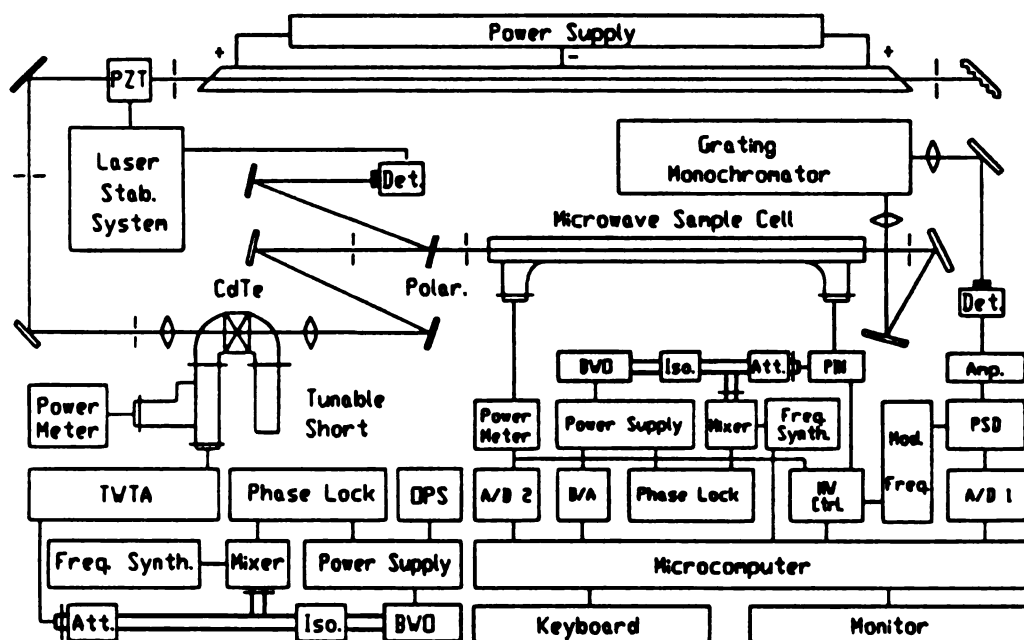 Power Supply
+
-
+
PZT
Laser
Stab.
System
Det.
Grating
Monochromator
Microwave Sample Cell
CdTe
Polar.
Det.
BWO
Iso.
Att.
PIN
Amp.
Power
Meter
Tunable
Short
Power
Meter
Power Supply
Mixer
Freq.
Synth.
Mod.
Freq.
PSD
TWTA
Phase Lock
OPS
A/D 2
D/A
Phase Lock
MW
Ctrl.
A/D 1
Freq. Synth.
Mixer
Power Supply
Microcomputer
Att.
Iso.
BWO
Keyboard
Monitor